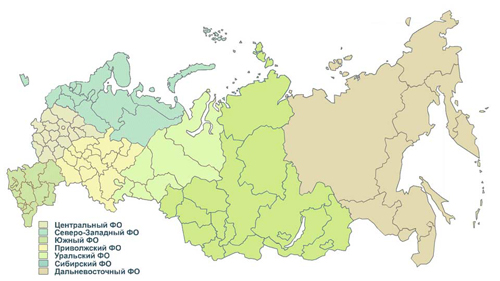 Центральный ФО
Северо-Западный ФО
Южный ФО
Приволжский ФО
Уральский ФО
Сибирский ФО
Дальневосточный ФО